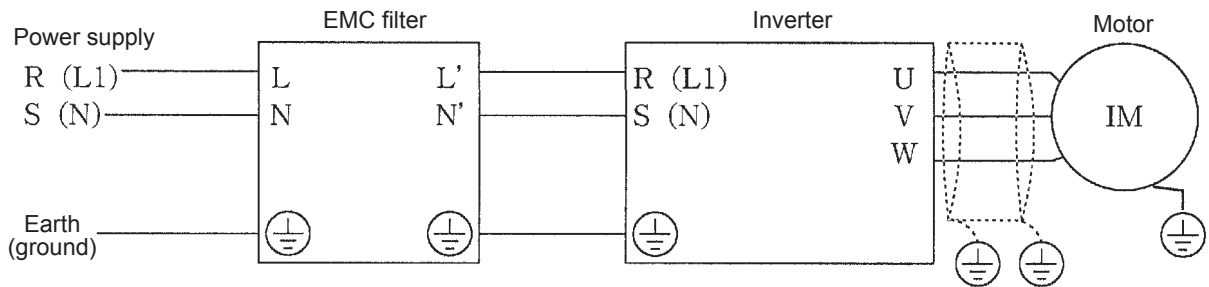 EMC filter
Inverter
Motor
Power supply
R (L1)
S (N)
L
N
L'
N'
R (L1)
S (N)
U
V
W
IM
Earth
(ground)